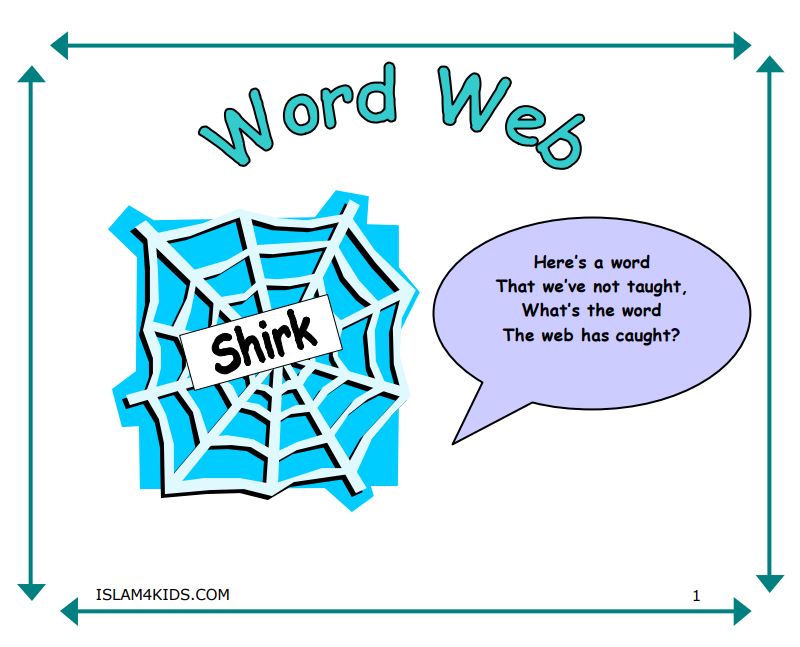 Word Web
Shirk
Here's a word
That we've not taught,
What's the word
The web has caught?
ISLAM4KIDS.COM
1